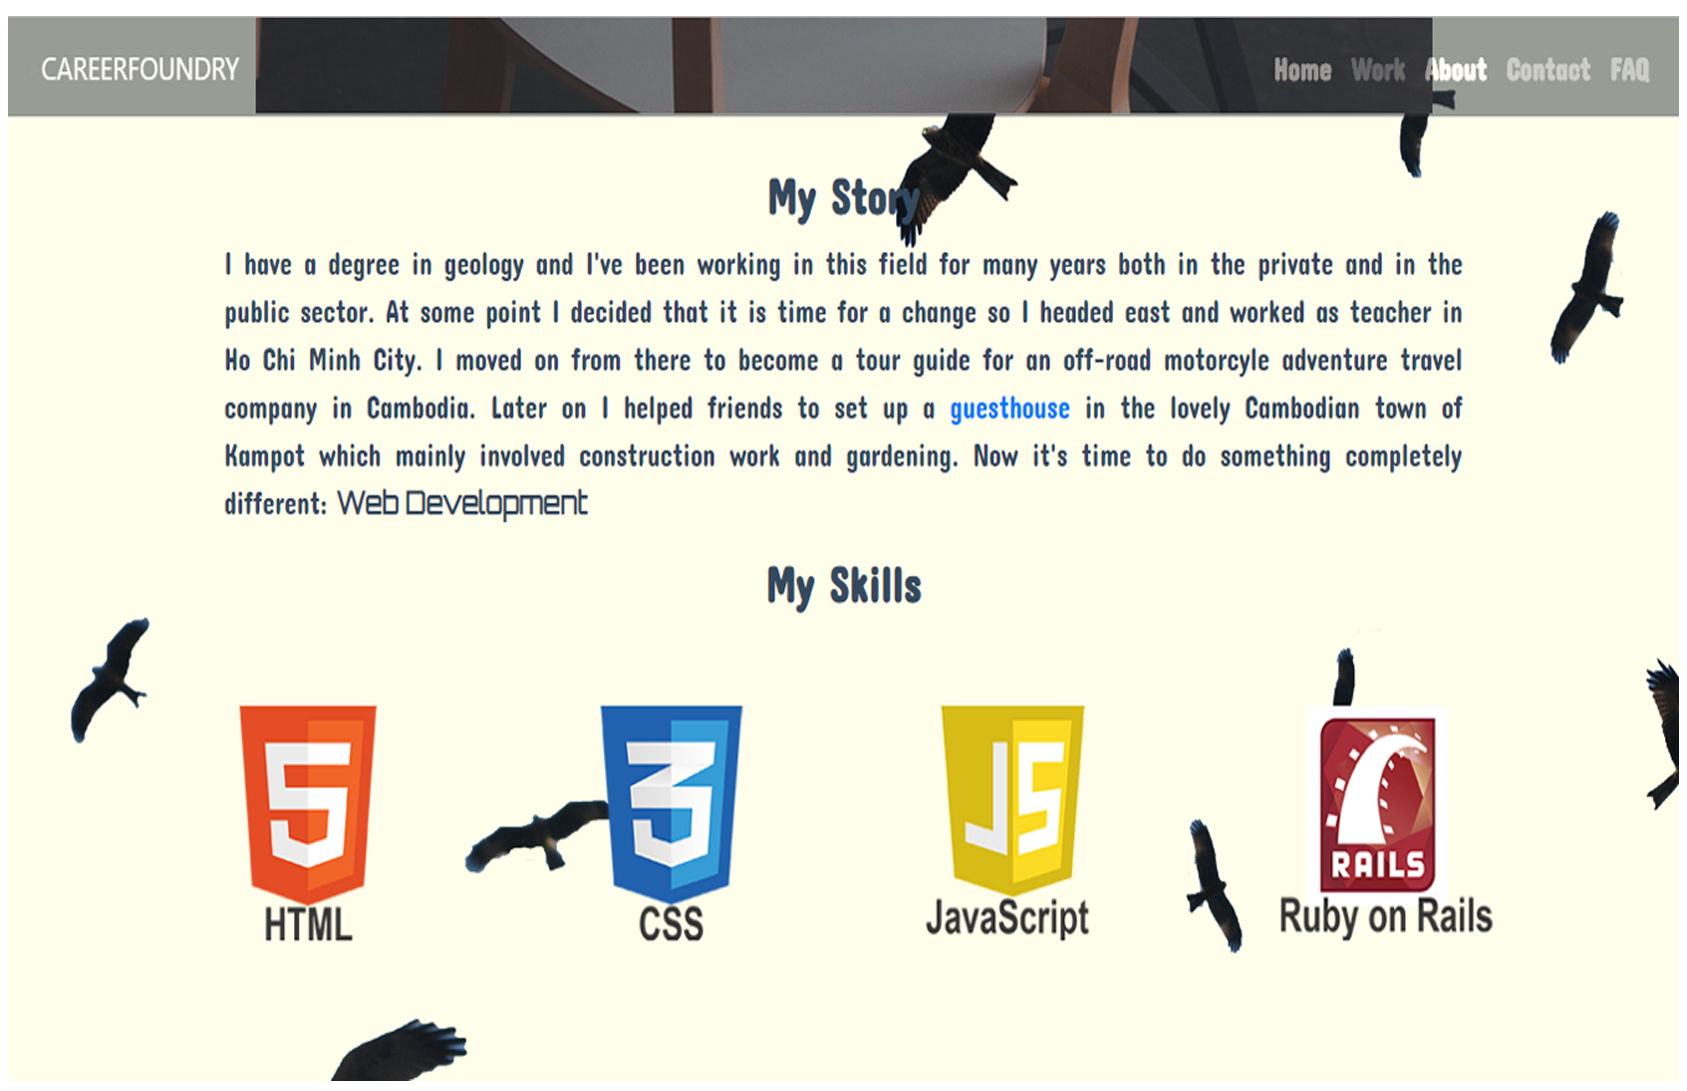 CAREERFOUNDRY
Home Work About Contact FAQ
My Story
I have a degree in geology and I've been working in this field for many years both in the private and in the
public sector. At some point I decided that it is time for a change so I headed east and worked as teacher in
Ho Chi Minh City. I moved on from there to become a tour guide for an off-road motorcyle adventure travel
company in Cambodia. Later on I helped friends to set up a guesthouse in the lovely Cambodian town of
Kampot which mainly involved construction work and gardening. Now it's time to do something completely
different: Web Development
My Skills
5
3
JS
RAILS
HTML
CSS
JavaScript
Ruby on Rails